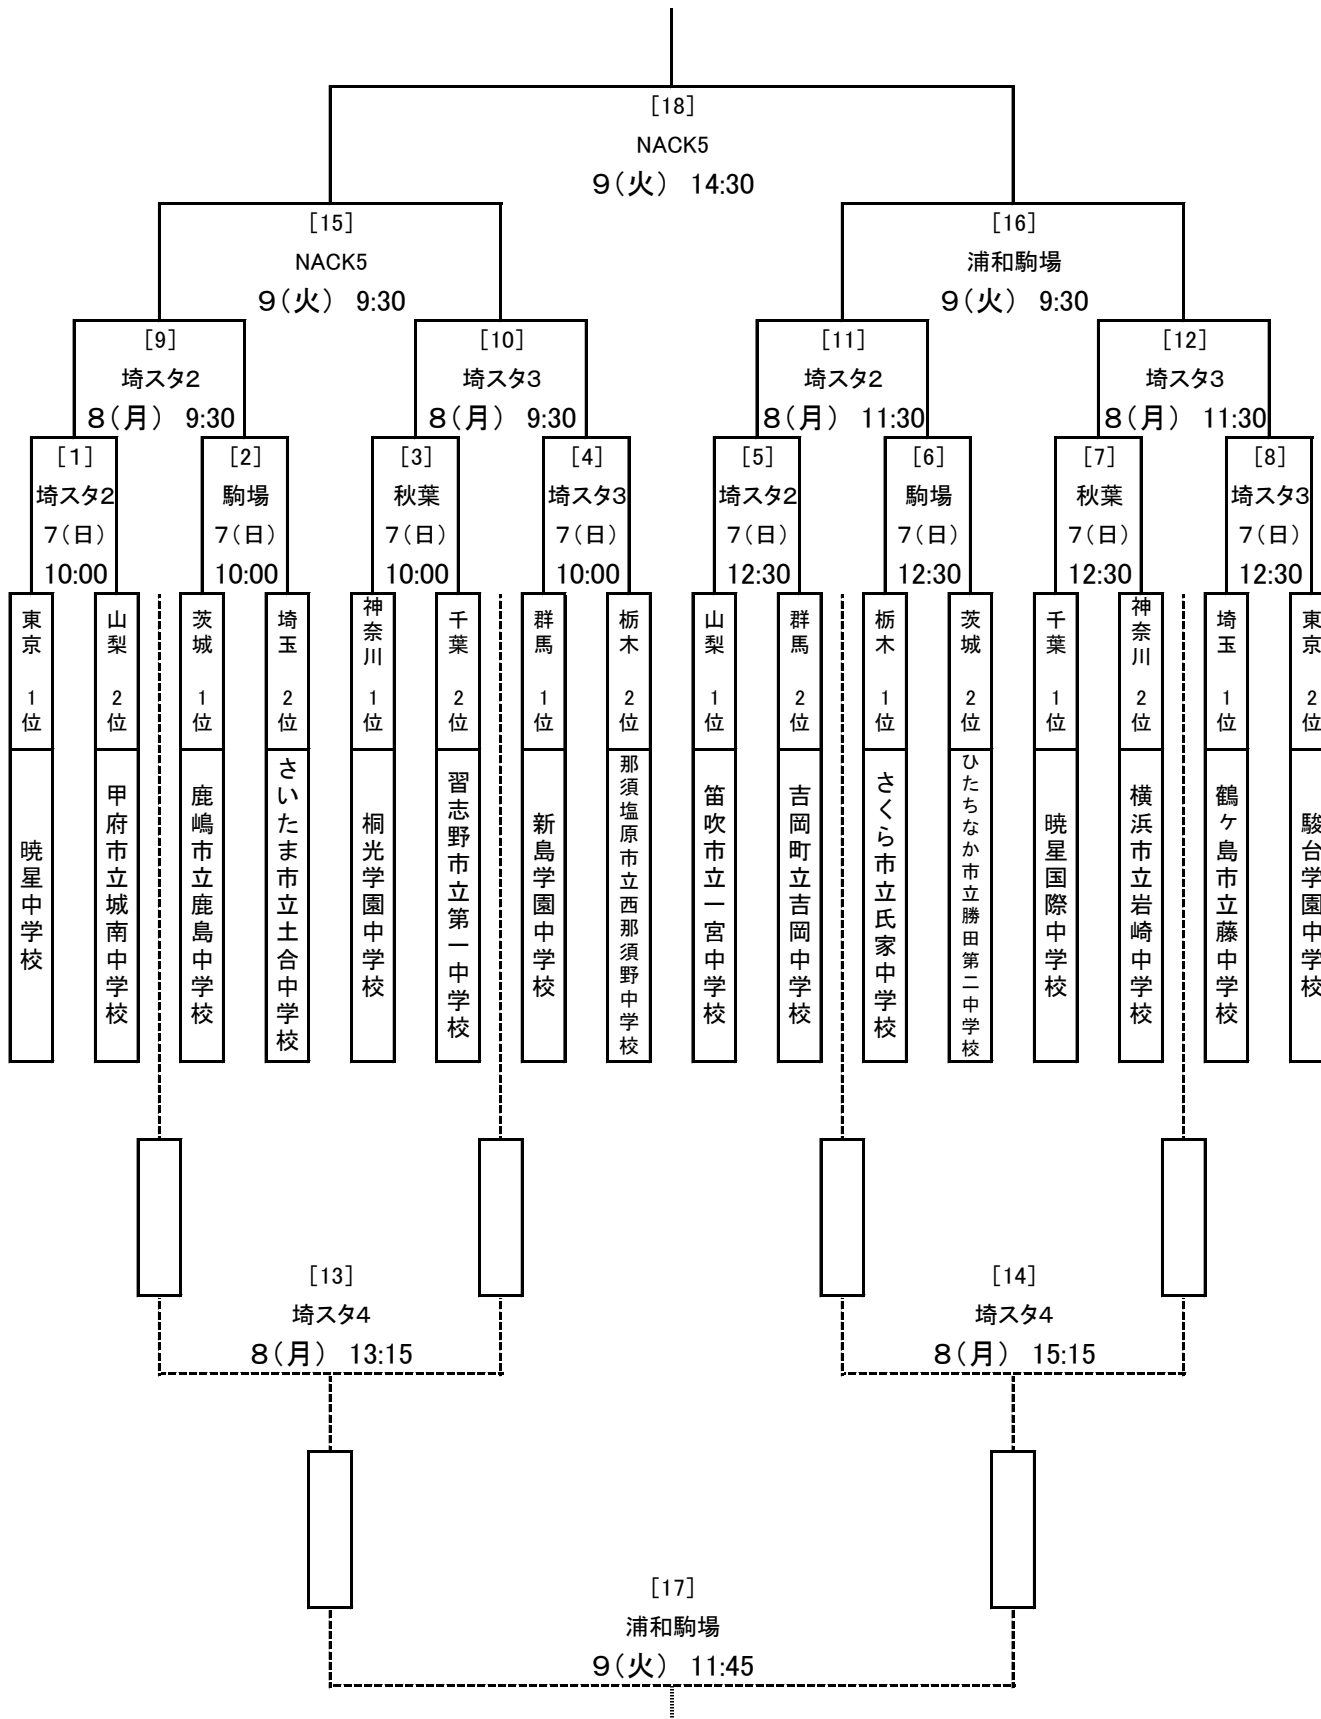 [18]
NACK5
9(火) 14:30
[15]
NACK5
9(火) 9:30
[16]
浦和駒場
9(火) 9:30
[9]
埼スタ2
8(月) 9:30
[10]
埼スタ3
8(月) 9:30
[11]
埼スタ2
8(月) 11:30
[12]
埼スタ3
8(月) 11:30
[1]
埼スタ2
7(日)
10:00
[2]
駒場
7(日)
10:00
[3]
秋葉
7(日)
10:00
[4]
埼スタ3
7(日)
10:00
[5]
埼スタ2
7(日)
12:30
[6]
駒場
7(日)
12:30
[7]
秋葉
7(日)
12:30
[8]
埼スタ3
7(日)
12:30
東京 1位
暁星中学校
山梨 2位
甲府市立城南中学校
茨城 1位
鹿嶋市立鹿島中学校
埼玉 2位
さいたま市立土合中学校
神奈川 1位
桐光学園中学校
千葉 2位
習志野市立第一中学校
群馬 1位
新島学園中学校
栃木 2位
那須塩原市立西那須野中学校
山梨 1位
笛吹市立一宮中学校
群馬 2位
吉岡町立吉岡中学校
栃木 1位
さくら市立氏家中学校
茨城 2位
ひたちなか市立勝田第二中学校
千葉 1位
暁星国際中学校
神奈川 2位
横浜市立岩崎中学校
埼玉 1位
鶴ヶ島市立藤中学校
東京 2位
駿台学園中学校
[13]
埼スタ4
8(月) 13:15
[14]
埼スタ4
8(月) 15:15
[17]
浦和駒場
9(火) 11:45